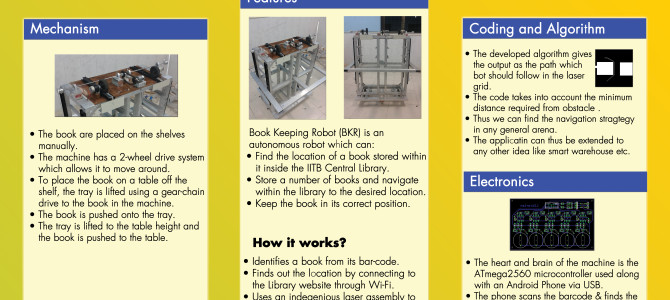 Mechanism
• The book are placed on the shelves
manually.
• The machine has a 2-wheel drive system
which allows it to move around.
• To place the book on a table off the
shelf, the tray is lifted using a gear-chain
drive to the book in the machine.
• The book is pushed onto the tray.
• The tray is lifted to the table height and
the book is pushed to the table.
Features
Book Keeping Robot (BKR) is an
autonomous robot which can:
• Find the location of a book stored within
it inside the IITB Central Library.
• Store a number of books and navigate
within the library to the desired location.
• Keep the book in its correct position.
How it works?
• Identifies a book from its bar-code.
• Finds out the location by connecting to
the Library website through Wi-Fi.
• Uses an indegenious laser assembly to
Coding and Algorithm
• The developed algorithm gives
the output as the path which
bot should follow in the laser
grid.
• The code takes into account the minimum
distance required from obstacle .
• Thus we can find the navigation stragtegy
in any general arena.
• The applicatin can thus be extended to
any other idea like smart warehouse etc.
Electronics
• The heart and brain of the machine is the
ATmega2560 microcontroller used along
with an Android Phone via USB.
• The phone scans the barcode & finds the